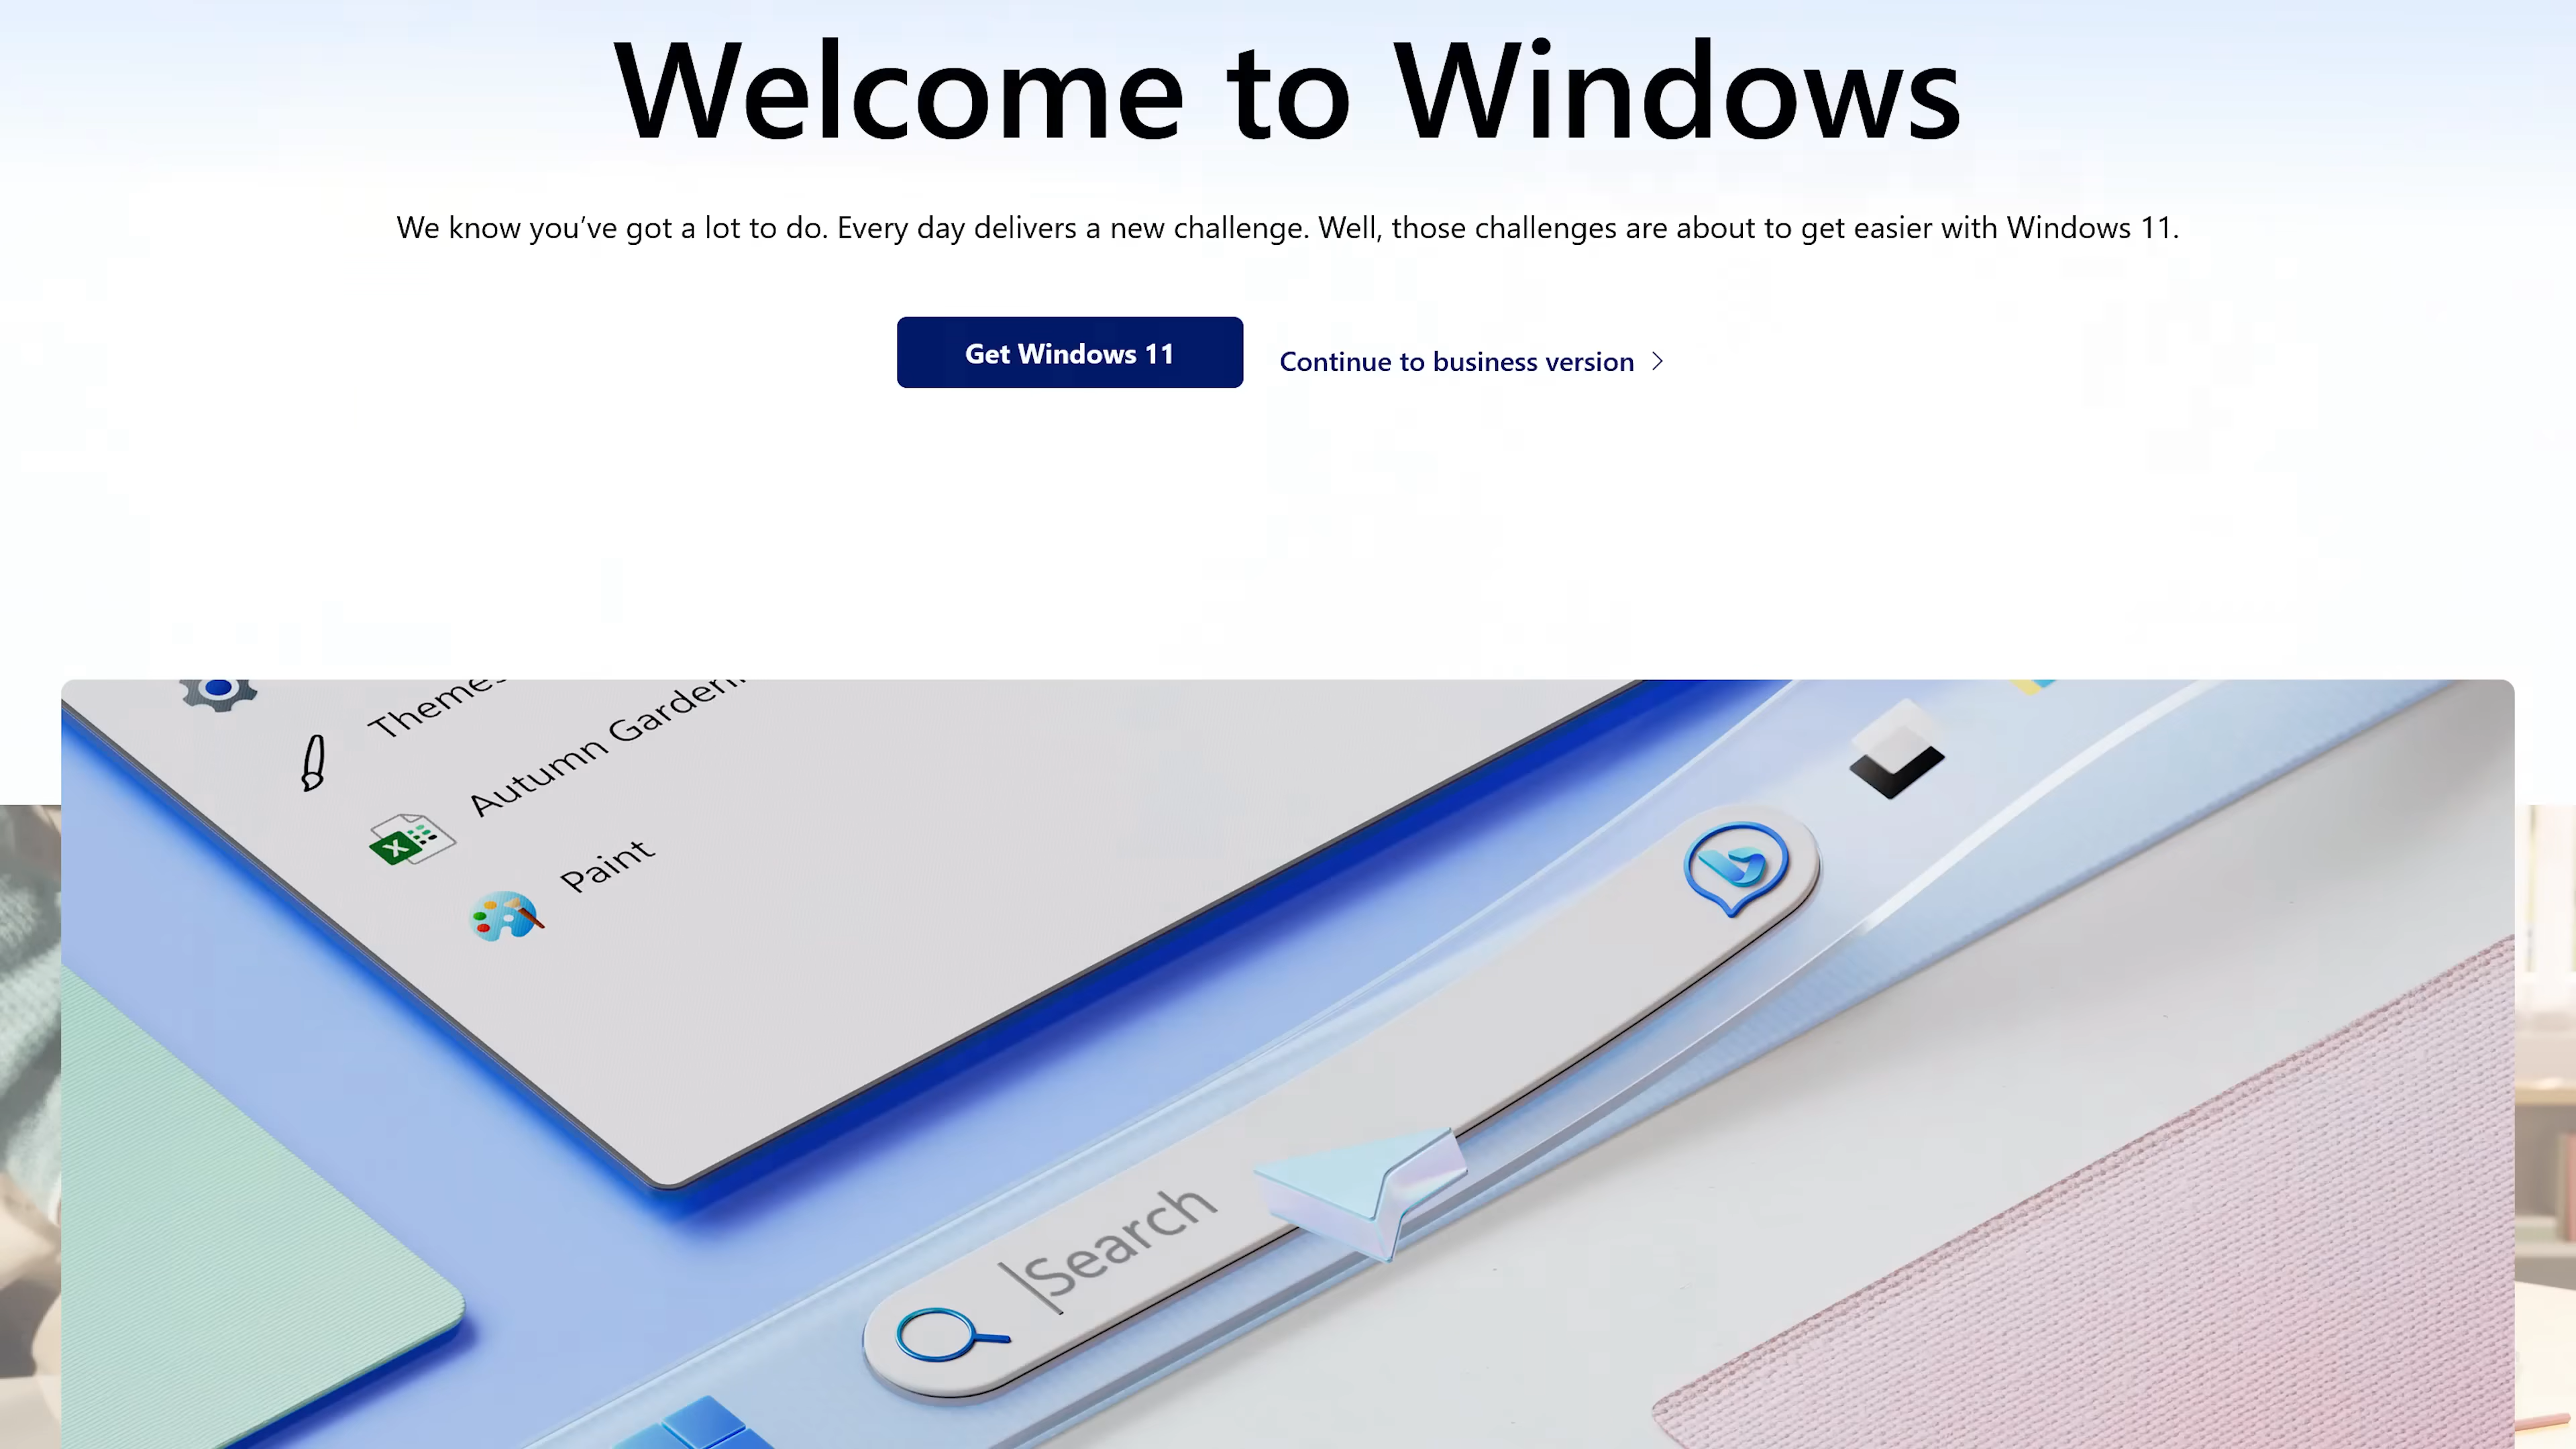 Welcome to Windows
We know you’ve got a lot to do. Every day delivers a new challenge. Well, those challenges are about to get easier with Windows 11.
Get Windows 11
Continue to business version
Themes
Autumn Garden
Paint
Search